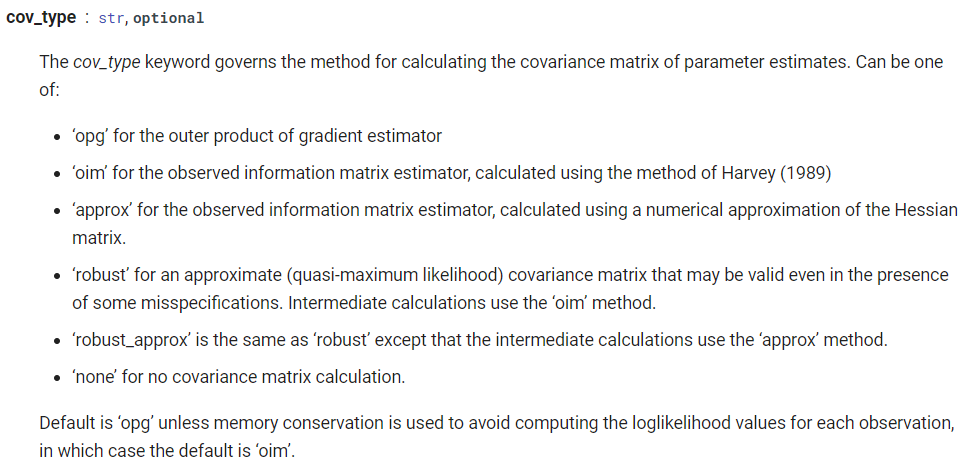 cov_type : str, optional
The cov_type keyword governs the method for calculating the covariance matrix of parameter estimates. Can be one
of:
• ‘opg’ for the outer product of gradient estimator
• ‘oim’ for the observed information matrix estimator, calculated using the method of Harvey (1989)
• ‘approx’ for the observed information matrix estimator, calculated using a numerical approximation of the Hessian
matrix.
• ‘robust’ for an approximate (quasi-maximum likelihood) covariance matrix that may be valid even in the presence
of some misspecifications. Intermediate calculations use the ‘oim’ method.
• ‘robust_approx’ is the same as ‘robust’ except that the intermediate calculations use the ‘approx’ method.
• ‘none’ for no covariance matrix calculation.
Default is ‘opg’ unless memory conservation is used to avoid computing the loglikelihood values for each observation,
in which case the default is ‘oim’.